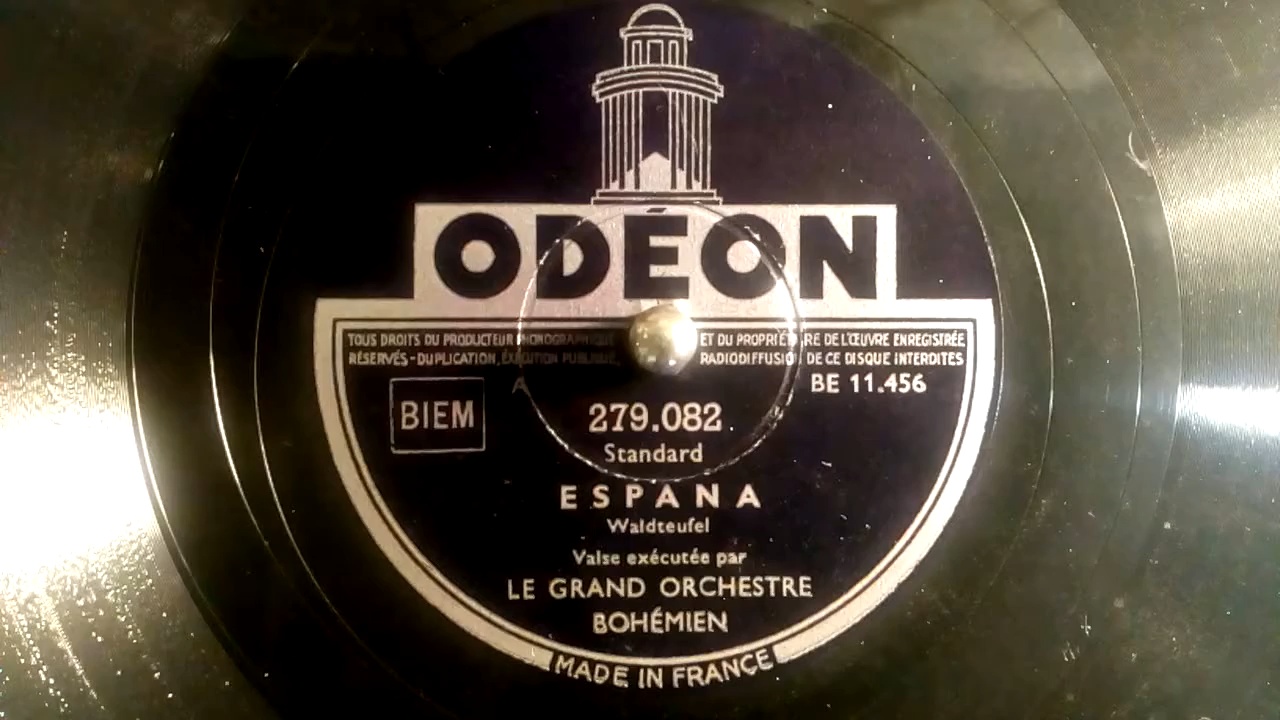 ODÉON
TOUS DROITS DU PRODUCTEUR PHONOGRAPHIQUE ET DU PROPRIÉTAIRE DE L'ŒUVRE ENREGISTRÉE
RÉSERVÉS - DUPLICATION, EXÉCUTION PUBLIQUE, RADIODIFFUSION DE CE DISQUE INTERDITES
BIEM
A
BE 11.456
279.082
Standard
ESPANA
Waldteufel
Valse exécutée par
LE GRAND ORCHESTRE
BOHÉMIEN
MADE IN FRANCE